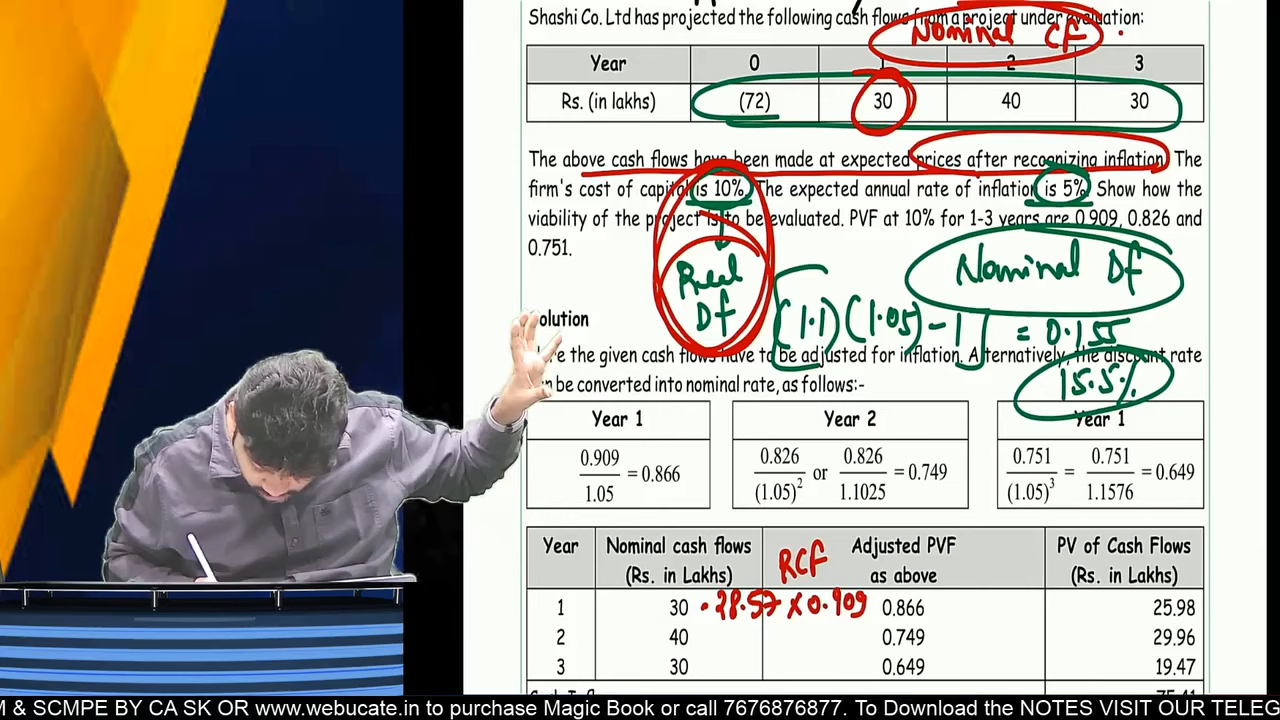 Shashi Co. Ltd has projected the following cash flows from a project under evaluation:
Nominal CF
Year 0 1 2 3
Rs. (in lakhs) (72) 30 40 30
The above cash flows have been made at expected prices after recognizing inflation. The
firm's cost of capital is 10%. The expected annual rate of inflation is 5%. Show how the
viability of the project is to be evaluated. PVF at 10% for 1-3 years are 0.909, 0.826 and
0.751.
Real
Df
Nominal Df
[(1.1) (1.05) - 1] = 0.155
15.5%
olution
ere the given cash flows have to be adjusted for inflation. Alternatively, the discount rate
n be converted into nominal rate, as follows:-
Year 1
0.909
1.05
= 0.866
Year 2
0.826
(1.05)²
or
0.826
1.1025
= 0.749
Year 1
0.751
(1.05)³
=
0.751
1.1576
= 0.649
Year Nominal cash flows Adjusted PVF PV of Cash Flows
(Rs. in Lakhs) as above (Rs. in Lakhs)
RCF
1 30 28.57 x 0.909 0.866 25.98
2 40 0.749 29.96
3 30 0.649 19.47
75.41
M & SCMPE BY CA SK OR www.webucate.in to purchase Magic Book or call 7676876877. To Download the NOTES VISIT OUR TELEG